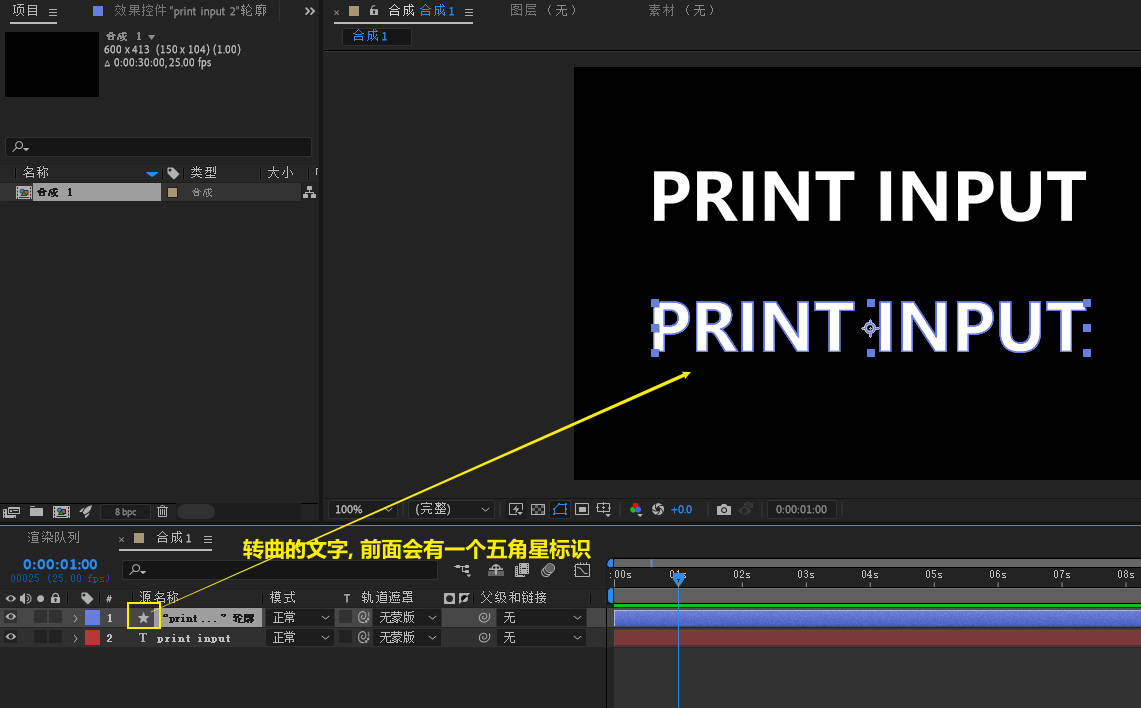 项目
效果控件"print input 2"轮廓
合成 1
600 x 413 (150 x 104) (1.00)
△ 0:00:30:00, 25.00 fps
名称 类型 大小
合成 1 合成
8 bpc
× 合成 合成 1
图层 （无）
素材 （无）
合成 1
PRINT INPUT
PRINT INPUT
100% (完整) +0.0 0:00:01:00
渲染队列
× 合成 1
转曲的文字, 前面会有一个五角星标识
0:00:01:00
00025 (25.00 fps)
# 源名称 模式 T 轨道遮罩 父级和链接
1 "print ..." 轮廓 正常 无蒙版 无
2 T print input 正常 无蒙版 无
:00s 01s 02s 03s 04s 05s 06s 07s 08s